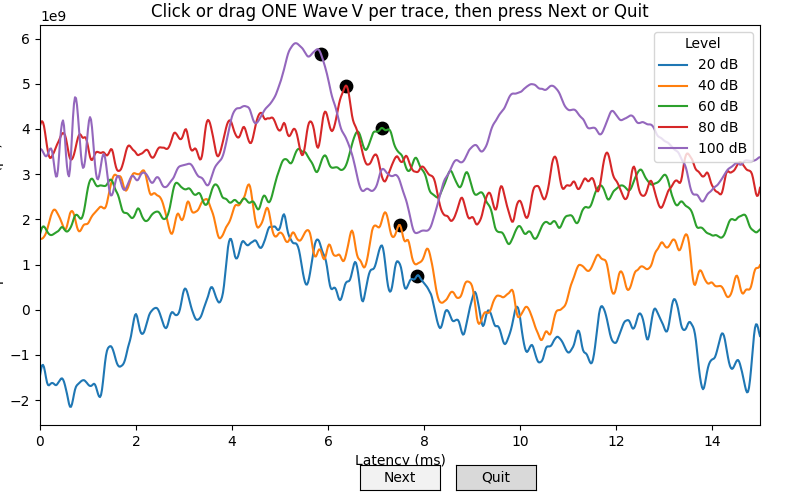 Click or drag ONE Wave V per trace, then press Next or Quit
1e9
6
5
4
3
2
1
0
−1
−2
Level
20 dB
40 dB
60 dB
80 dB
100 dB
0 2 4 6 8 10 12 14
Latency (ms)
Next Quit